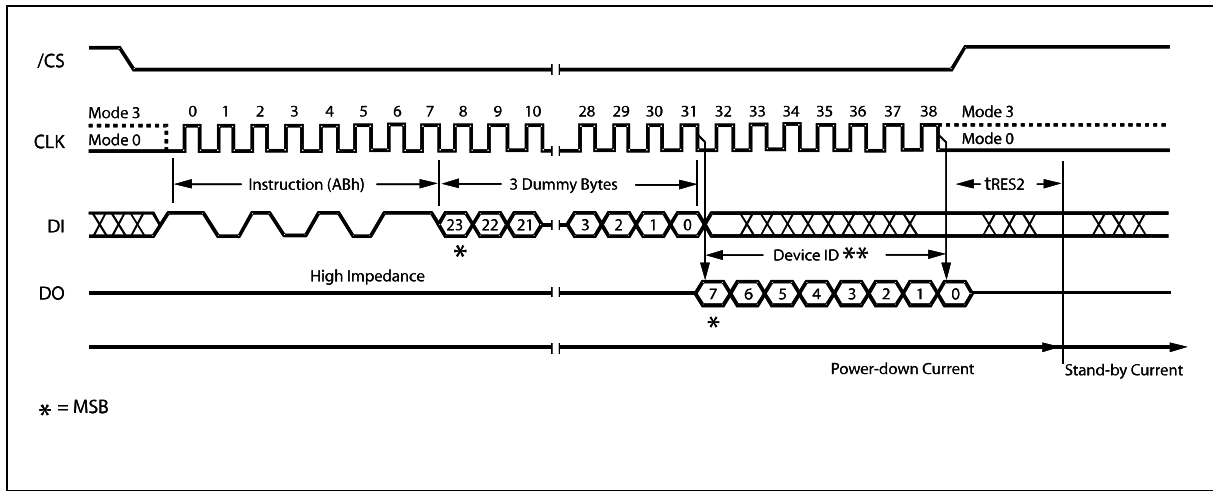 /CS
Mode 3 0 1 2 3 4 5 6 7 8 9 10 28 29 30 31 32 33 34 35 36 37 38 Mode 3
CLK Mode 0 Mode 0
Instruction (ABh) 3 Dummy Bytes tRES2
DI 23 22 21 3 2 1 0
* Device ID **
High Impedance
DO 7 6 5 4 3 2 1 0
*
Power-down Current Stand-by Current
* = MSB